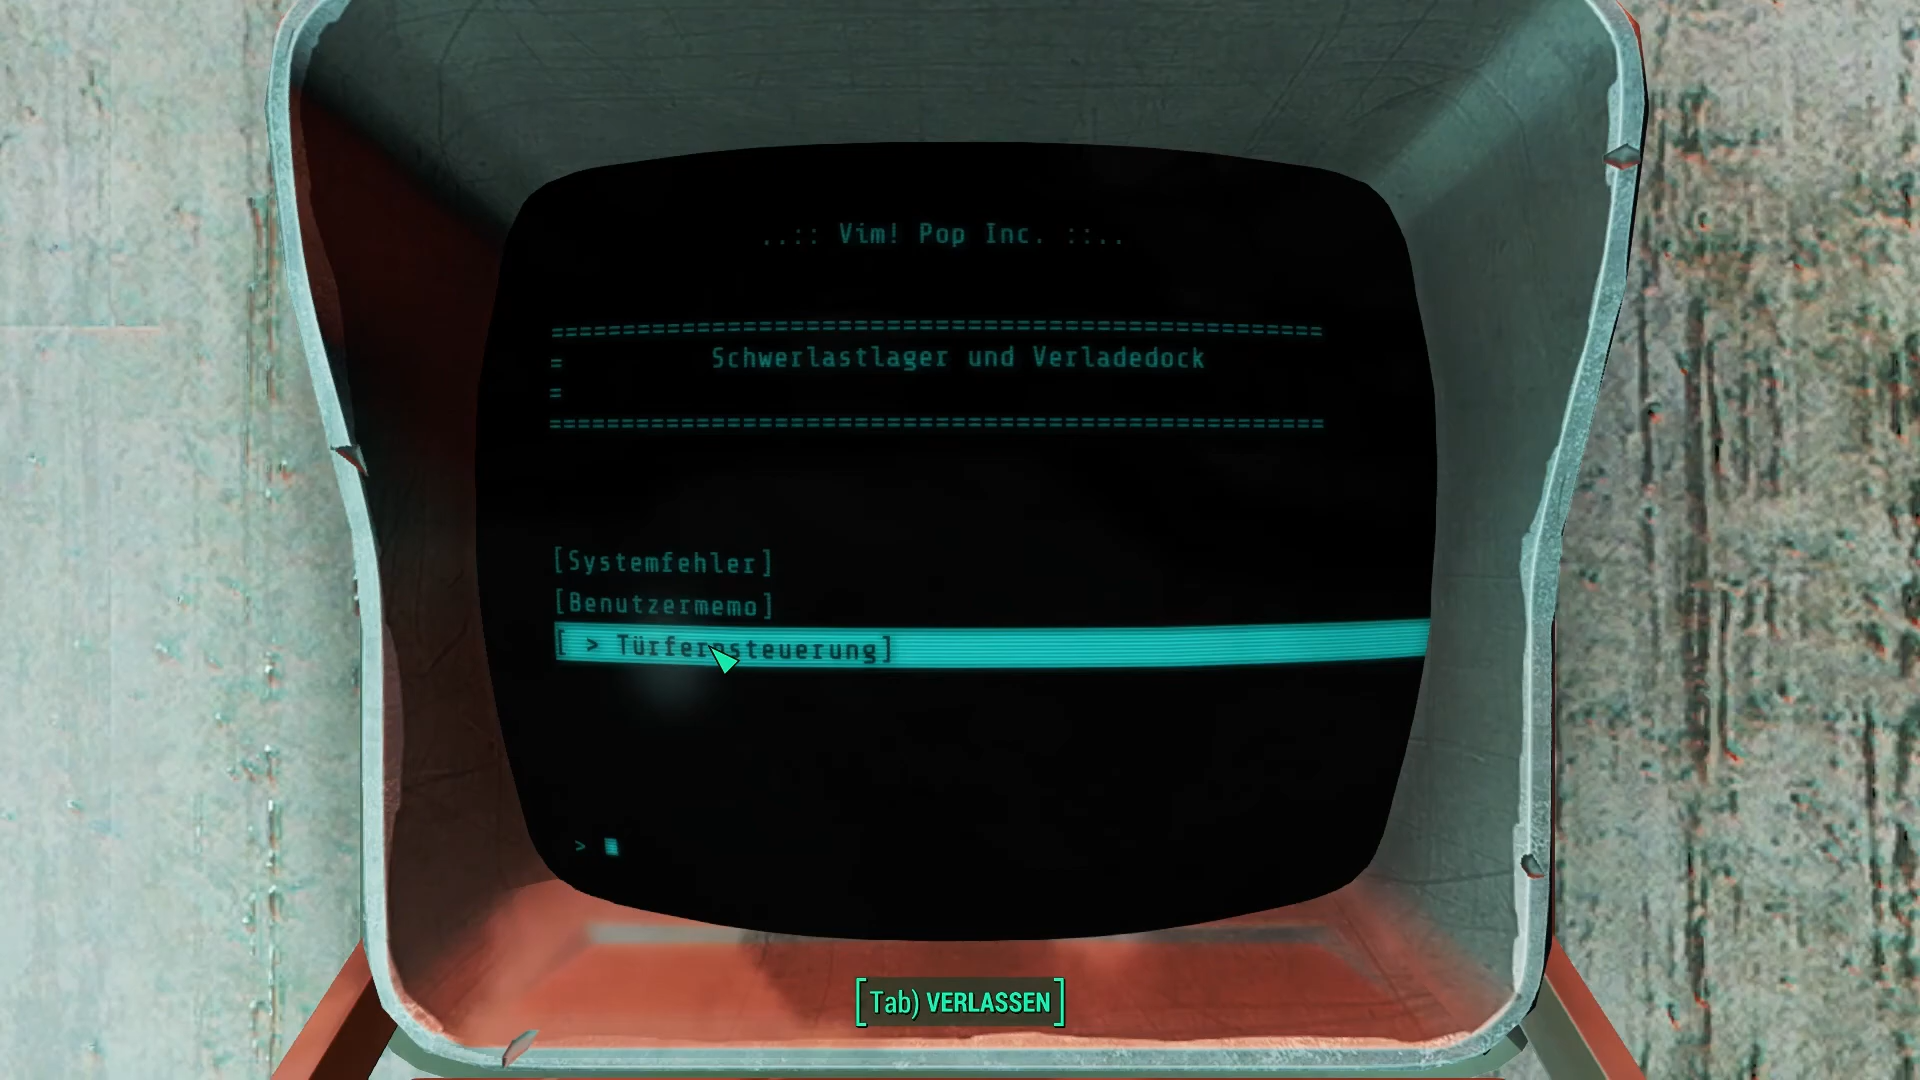 ..:: Vim! Pop Inc. ::..
=====================================================
= Schwerlastlager und Verladedock
=
=====================================================
[Systemfehler]
[Benutzermemo]
[ > Türfernsteuerung]
>
[Tab) VERLASSEN]